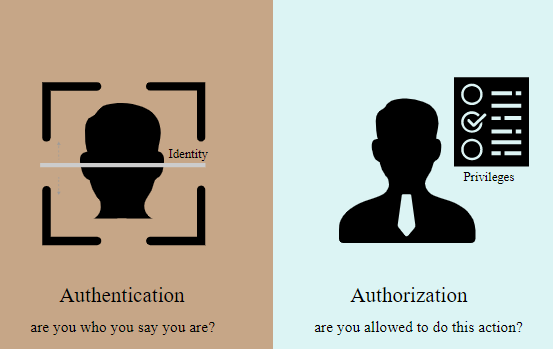 Identity
Authentication
are you who you say you are?
Privileges
Authorization
are you allowed to do this action?